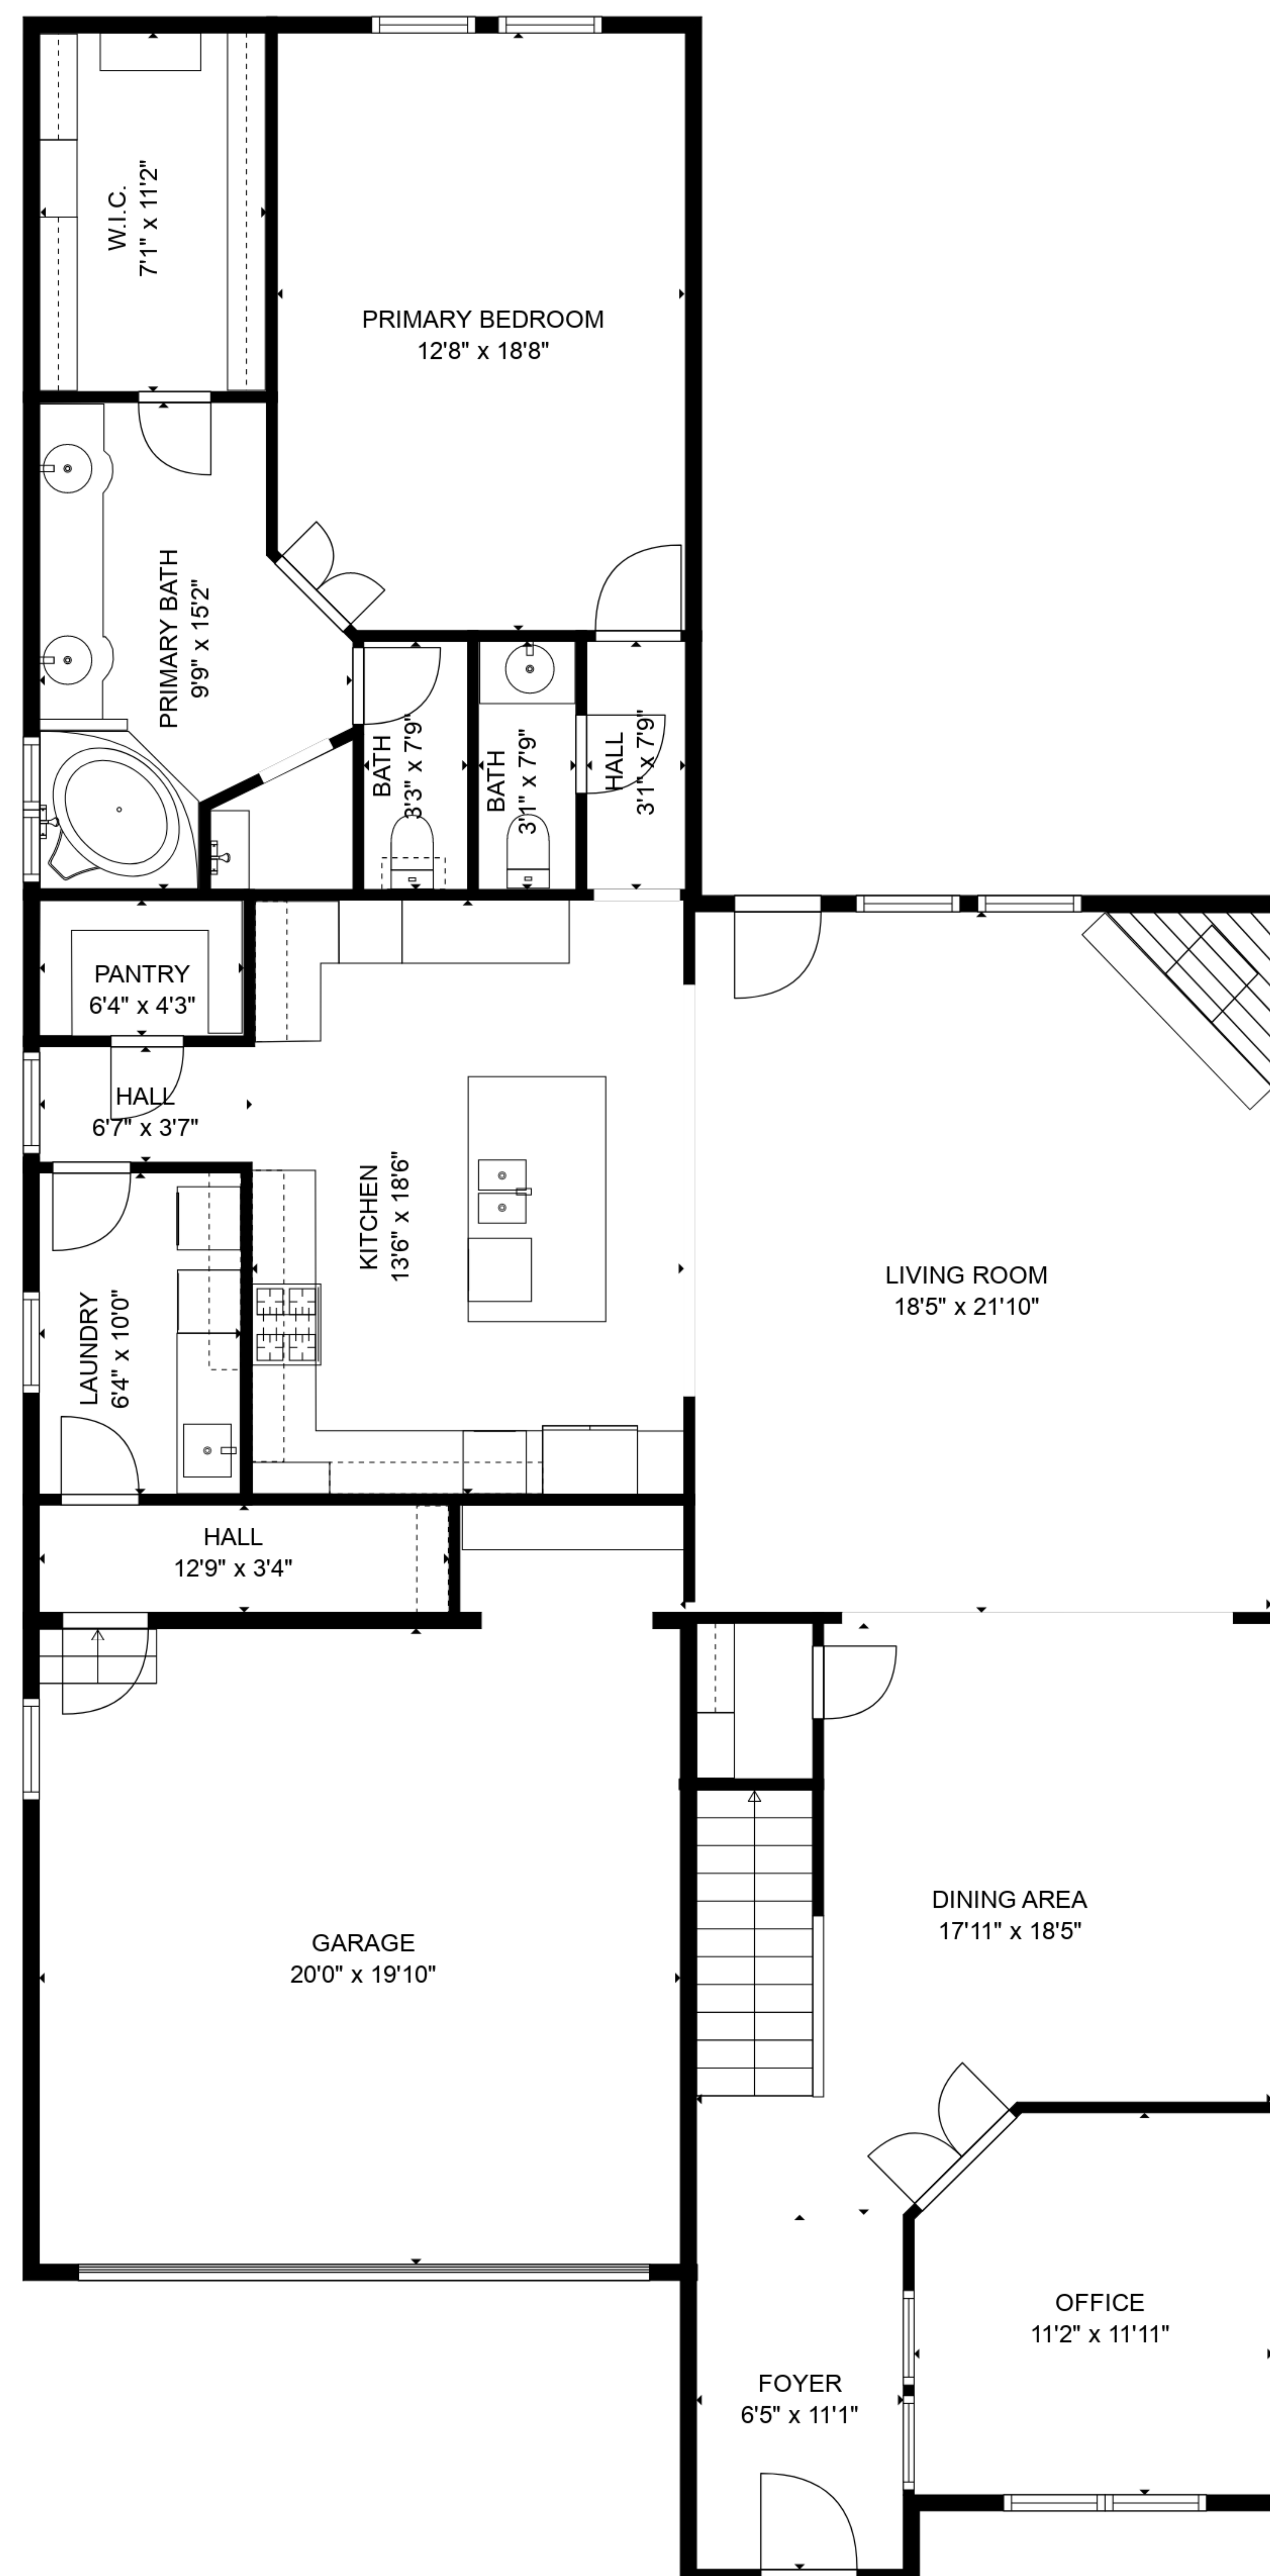 W.I.C.
7'1" x 11'2"
PRIMARY BEDROOM
12'8" x 18'8"
PRIMARY BATH
9'9" x 15'2"
BATH
3'3" x 7'9"
BATH
3'1" x 7'9"
HALL
3'1" x 7'9"
PANTRY
6'4" x 4'3"
HALL
6'7" x 3'7"
KITCHEN
13'6" x 18'6"
LIVING ROOM
18'5" x 21'10"
LAUNDRY
6'4" x 10'0"
HALL
12'9" x 3'4"
DINING AREA
17'11" x 18'5"
GARAGE
20'0" x 19'10"
OFFICE
11'2" x 11'11"
FOYER
6'5" x 11'1"